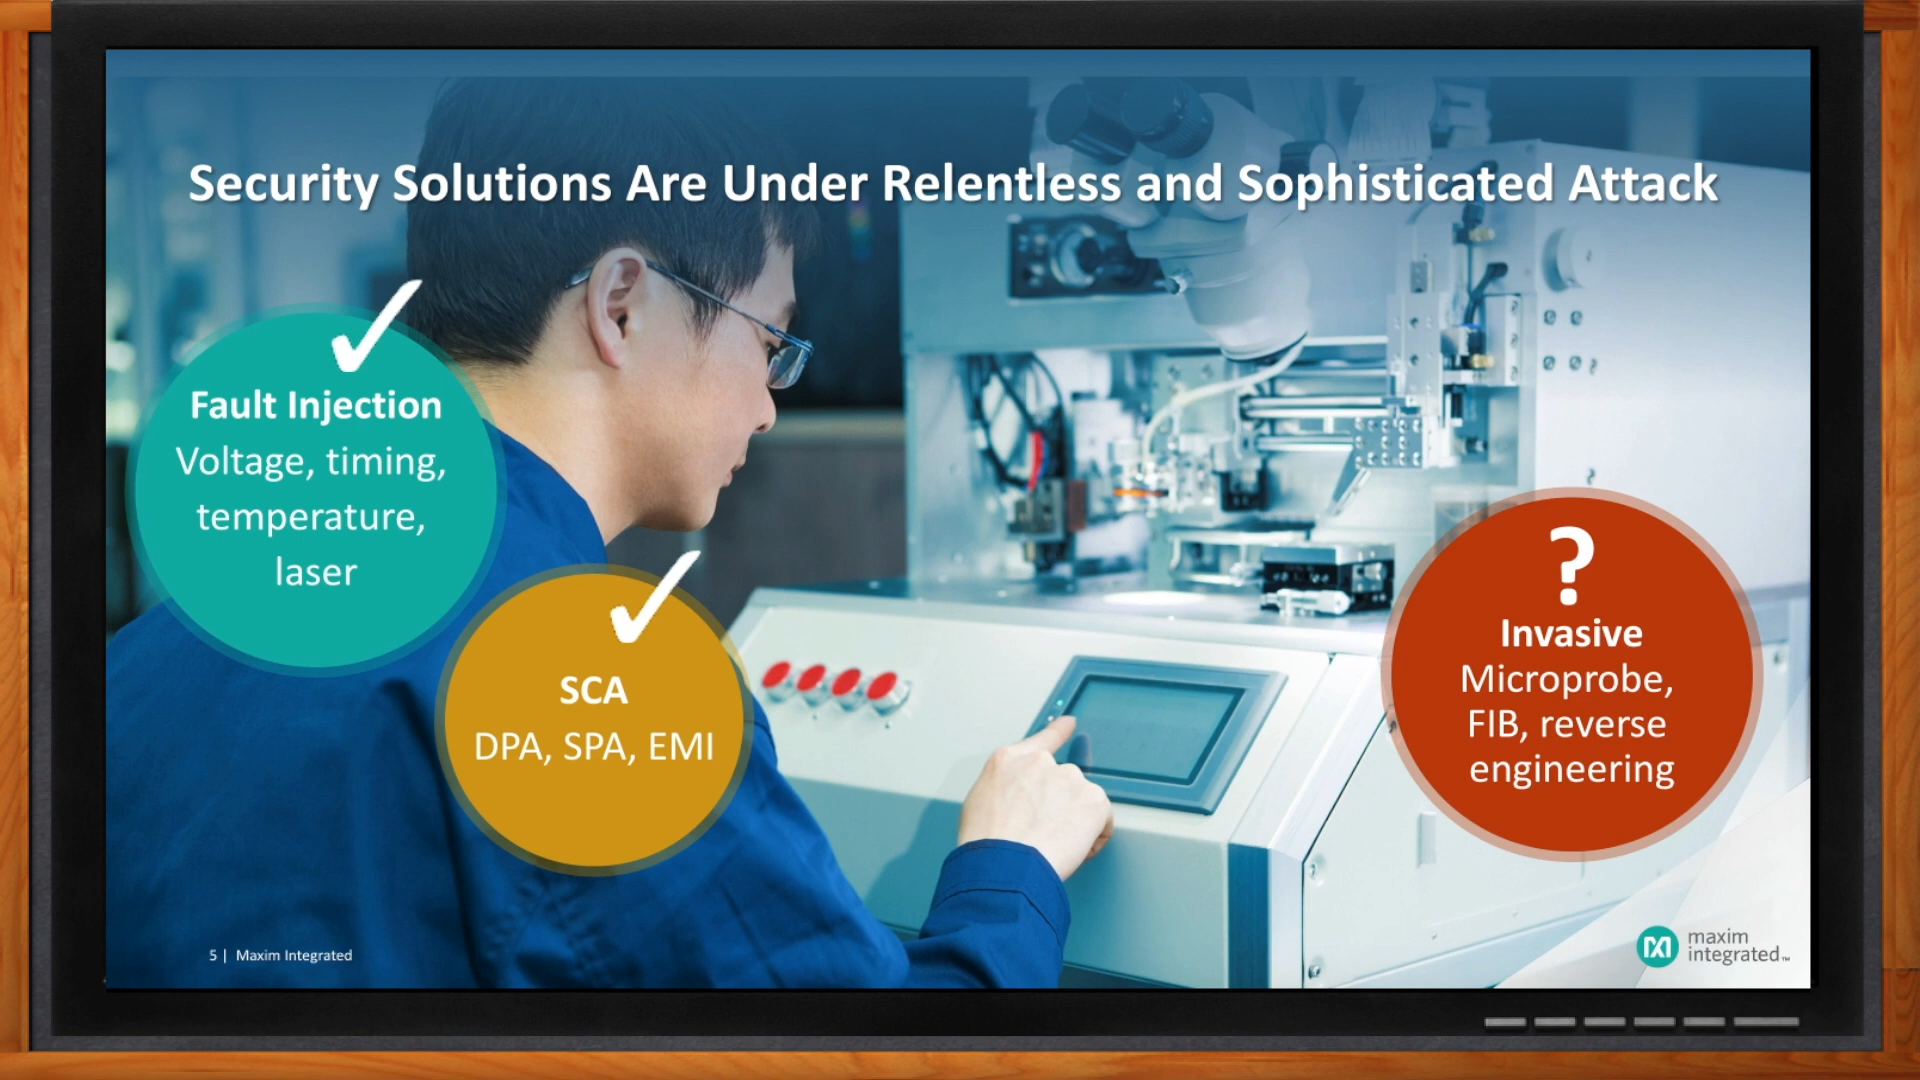 Security Solutions Are Under Relentless and Sophisticated Attack
Fault Injection
Voltage, timing,
temperature,
laser
SCA
DPA, SPA, EMI
?
Invasive
Microprobe,
FIB, reverse
engineering
5 | Maxim Integrated
maxim
integrated™